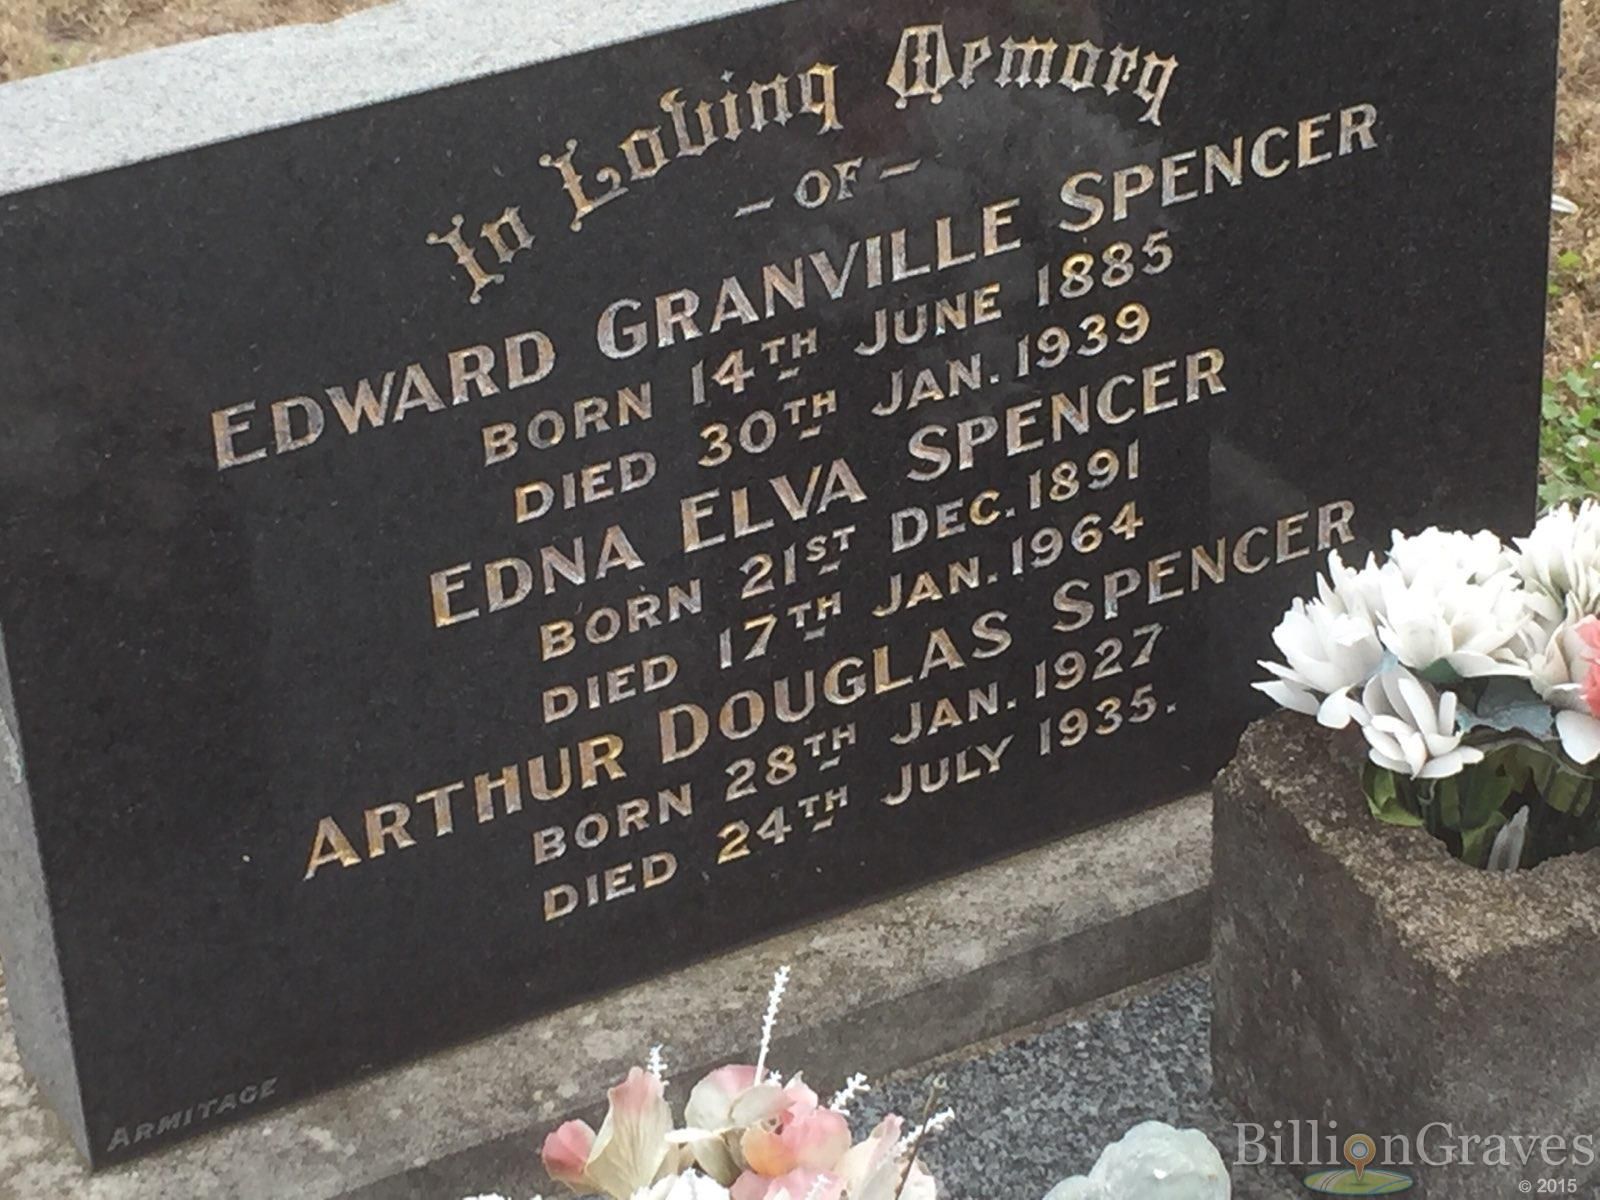 In Loving Memory
- OF -
EDWARD GRANVILLE SPENCER
BORN 14TH JUNE 1885
DIED 30TH JAN. 1939
EDNA ELVA SPENCER
BORN 21ST DEC. 1891
DIED 17TH JAN. 1964
ARTHUR DOUGLAS SPENCER
BORN 28TH JAN. 1927
DIED 24TH JULY 1935.
ARMITAGE
BillionGraves
© 2015